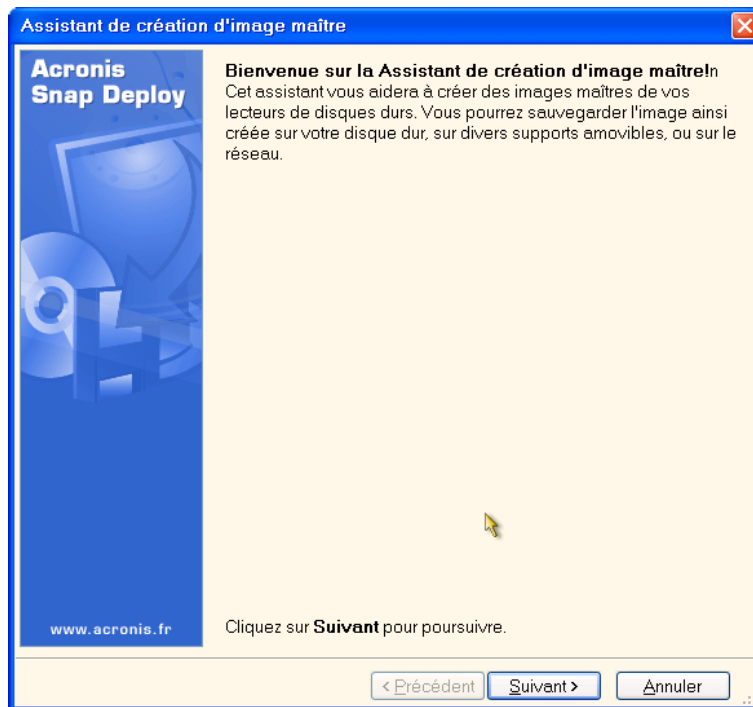 Assistant de création d'image maître
Acronis
Snap Deploy
Bienvenue sur la Assistant de création d'image maître!n
Cet assistant vous aidera à créer des images maîtres de vos
lecteurs de disques durs. Vous pourrez sauvegarder l'image ainsi
créée sur votre disque dur, sur divers supports amovibles, ou sur le
réseau.
Cliquez sur Suivant pour poursuivre.
www.acronis.fr
< Précédent
Suivant >
Annuler